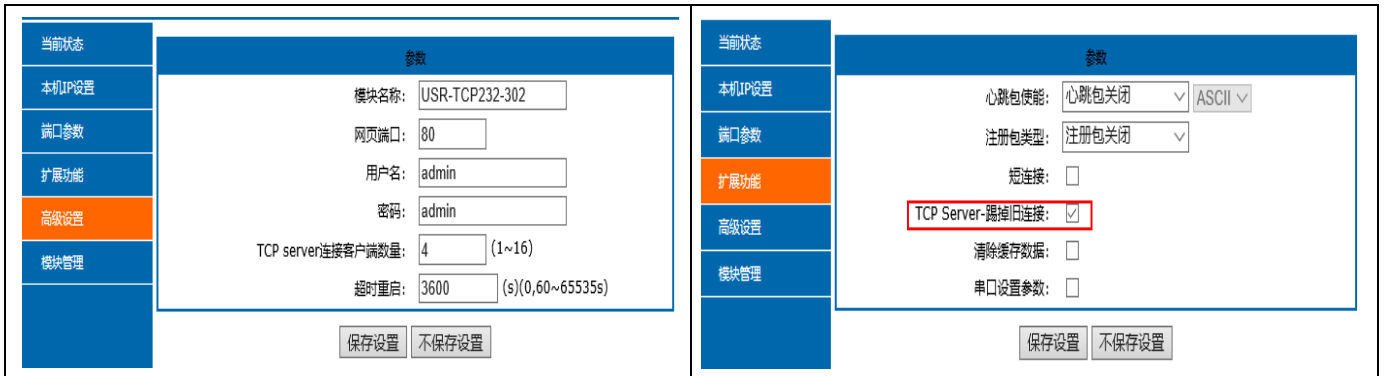 当前状态
本机IP设置
端口参数
扩展功能
高级设置
模块管理
参数
模块名称: USR-TCP232-302
网页端口: 80
用户名: admin
密码: admin
TCP server连接客户端数量: 4 (1~16)
超时重启: 3600 (s)(0,60~65535s)
保存设置 不保存设置
当前状态
本机IP设置
端口参数
扩展功能
高级设置
模块管理
参数
心跳包使能: 心跳包关闭 ASCII
注册包类型: 注册包关闭
短连接:
TCP Server-踢掉旧连接:
清除缓存数据:
串口设置参数:
保存设置 不保存设置